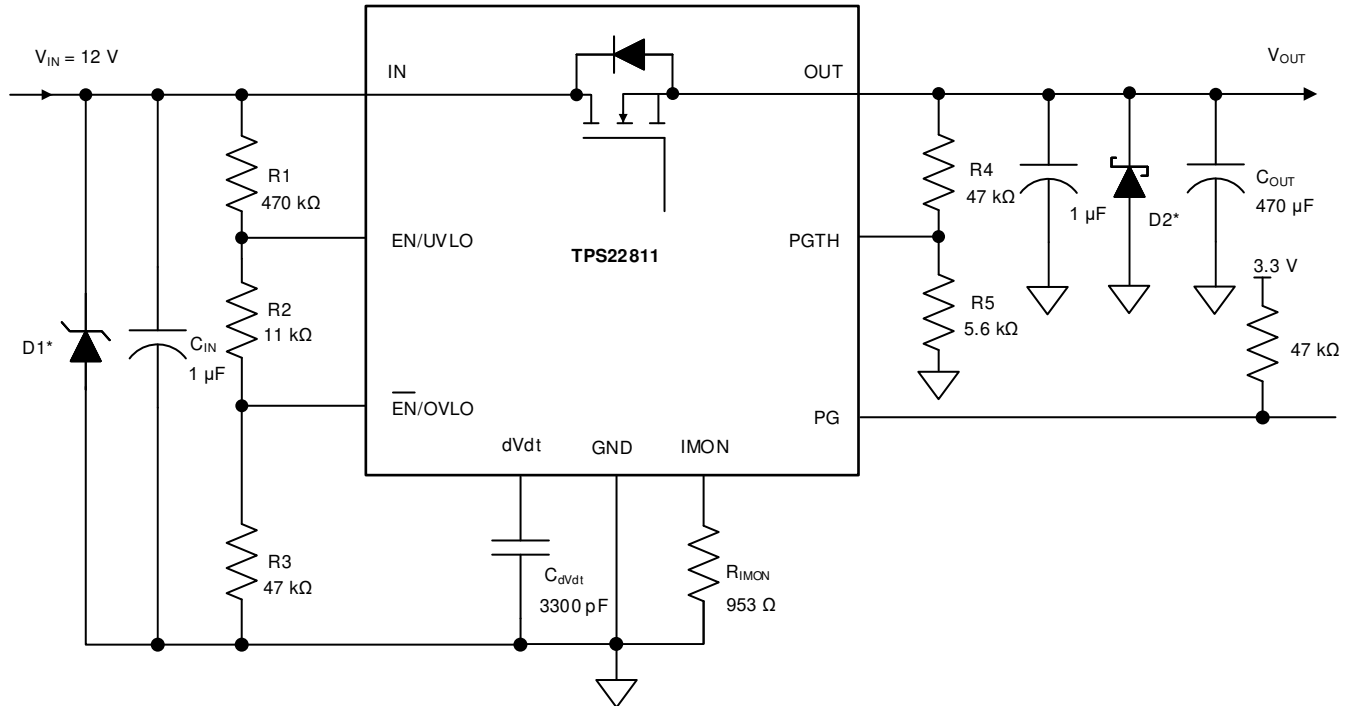 V_IN = 12 V
IN
OUT
V_OUT
R1
470 kΩ
R4
47 kΩ
1 µF
D2*
C_OUT
470 µF
EN/UVLO
TPS22811
PGTH
3.3 V
R2
11 kΩ
R5
5.6 kΩ
47 kΩ
D1*
C_IN
1 µF
E̅N̅/OVLO
PG
dVdt
GND
IMON
R3
47 kΩ
C_dVdt
3300 pF
R_IMON
953 Ω